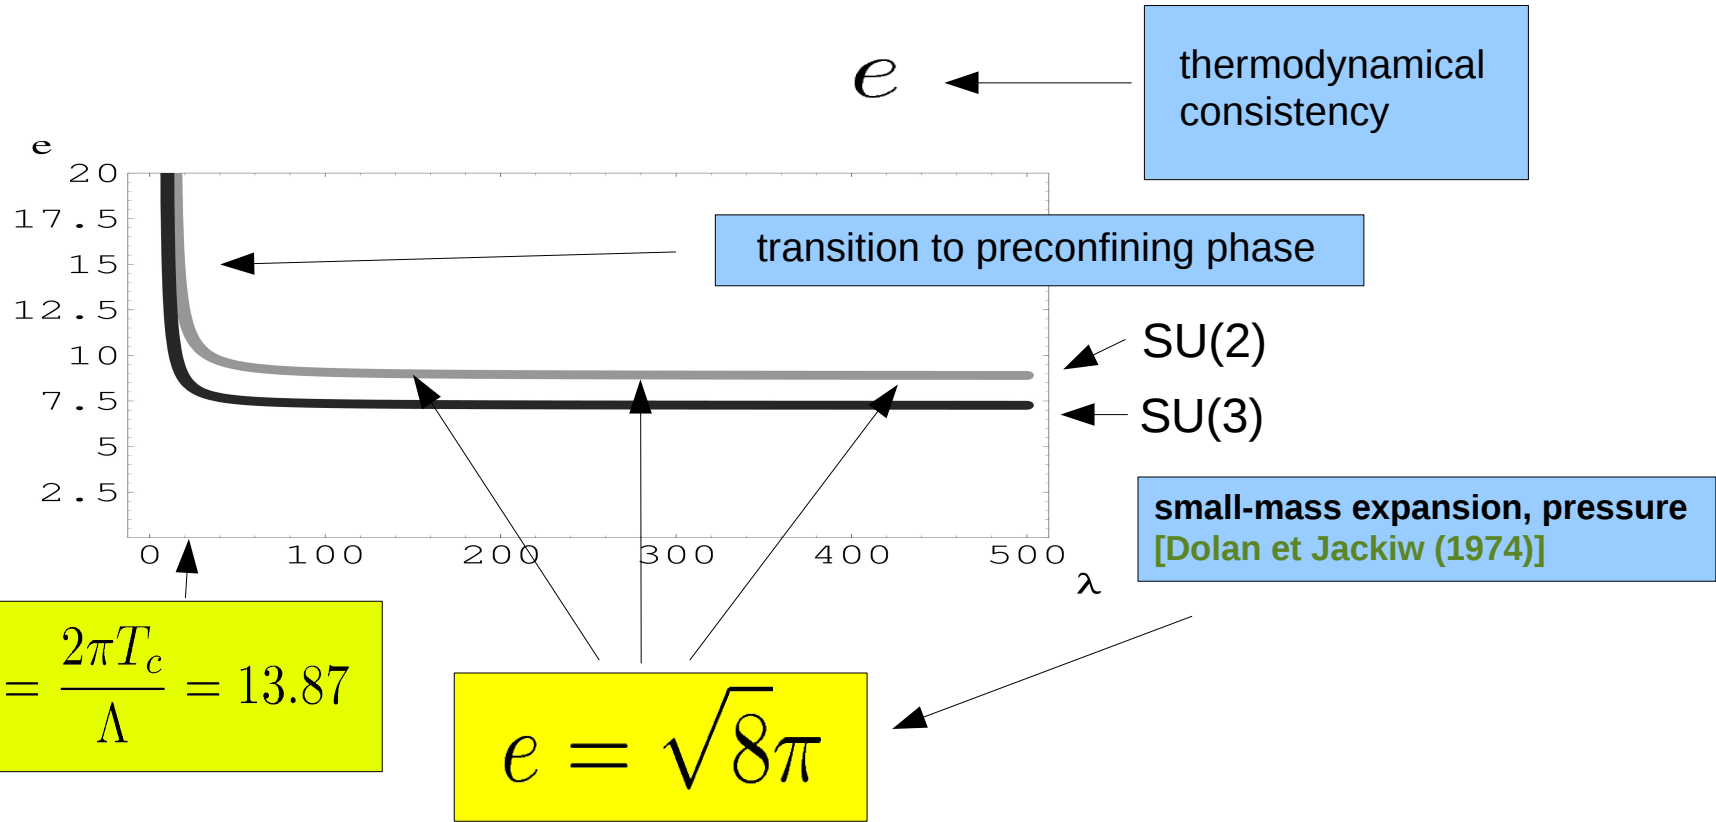 e
thermodynamical
consistency
e
20
17.5
15
12.5
10
7.5
5
2.5
0 100 200 300 400 500
λ
transition to preconfining phase
SU(2)
SU(3)
small-mass expansion, pressure
[Dolan et Jackiw (1974)]
= \frac{2πT_c}{Λ} = 13.87
e = √8π